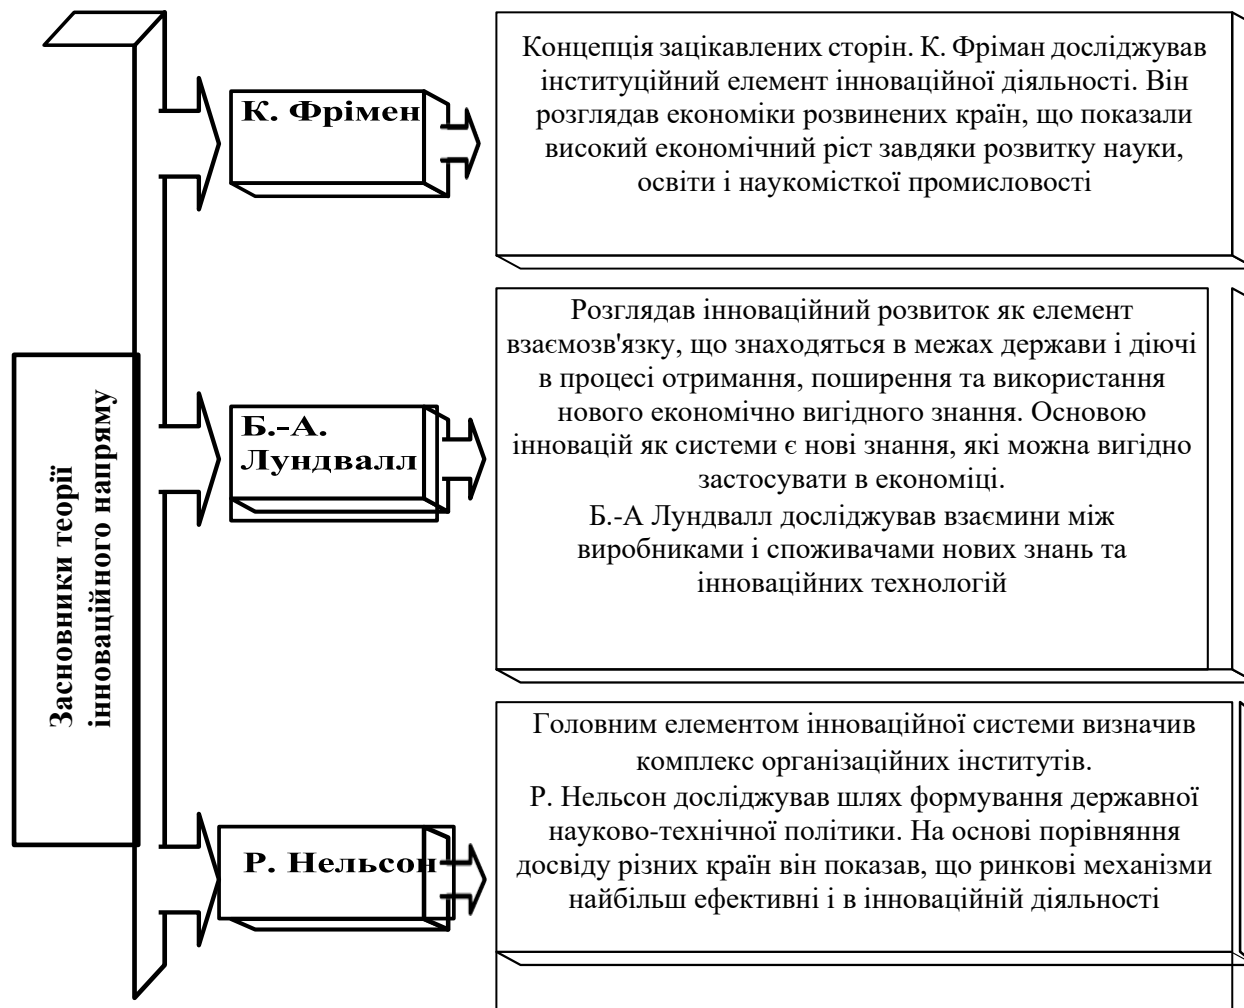 Засновники теорії
інноваційного напряму
К. Фрімен
Концепція зацікавлених сторін. К. Фріман досліджував
інституційний елемент інноваційної діяльності. Він
розглядав економіки розвинених країн, що показали
високий економічний ріст завдяки розвитку науки,
освіти і наукомісткої промисловості
Б.-А.
Лундвалл
Розглядав інноваційний розвиток як елемент
взаємозв'язку, що знаходяться в межах держави і діючі
в процесі отримання, поширення та використання
нового економічно вигідного знання. Основою
інновацій як системи є нові знання, які можна вигідно
застосувати в економіці.
Б.-А Лундвалл досліджував взаємини між
виробниками і споживачами нових знань та
інноваційних технологій
Р. Нельсон
Головним елементом інноваційної системи визначив
комплекс організаційних інститутів.
Р. Нельсон досліджував шлях формування державної
науково-технічної політики. На основі порівняння
досвіду різних країн він показав, що ринкові механізми
найбільш ефективні і в інноваційній діяльності